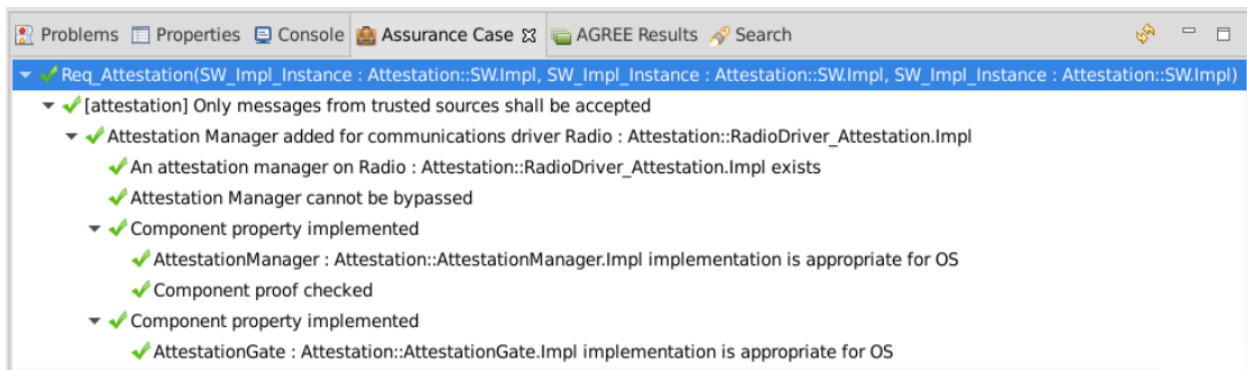 Problems Properties Console Assurance Case AGREE Results Search
Req_Attestation(SW_Impl_Instance : Attestation::SW.Impl, SW_Impl_Instance : Attestation::SW.Impl, SW_Impl_Instance : Attestation::SW.Impl)
[attestation] Only messages from trusted sources shall be accepted
Attestation Manager added for communications driver Radio : Attestation::RadioDriver_Attestation.Impl
An attestation manager on Radio : Attestation::RadioDriver_Attestation.Impl exists
Attestation Manager cannot be bypassed
Component property implemented
AttestationManager : Attestation::AttestationManager.Impl implementation is appropriate for OS
Component proof checked
Component property implemented
AttestationGate : Attestation::AttestationGate.Impl implementation is appropriate for OS